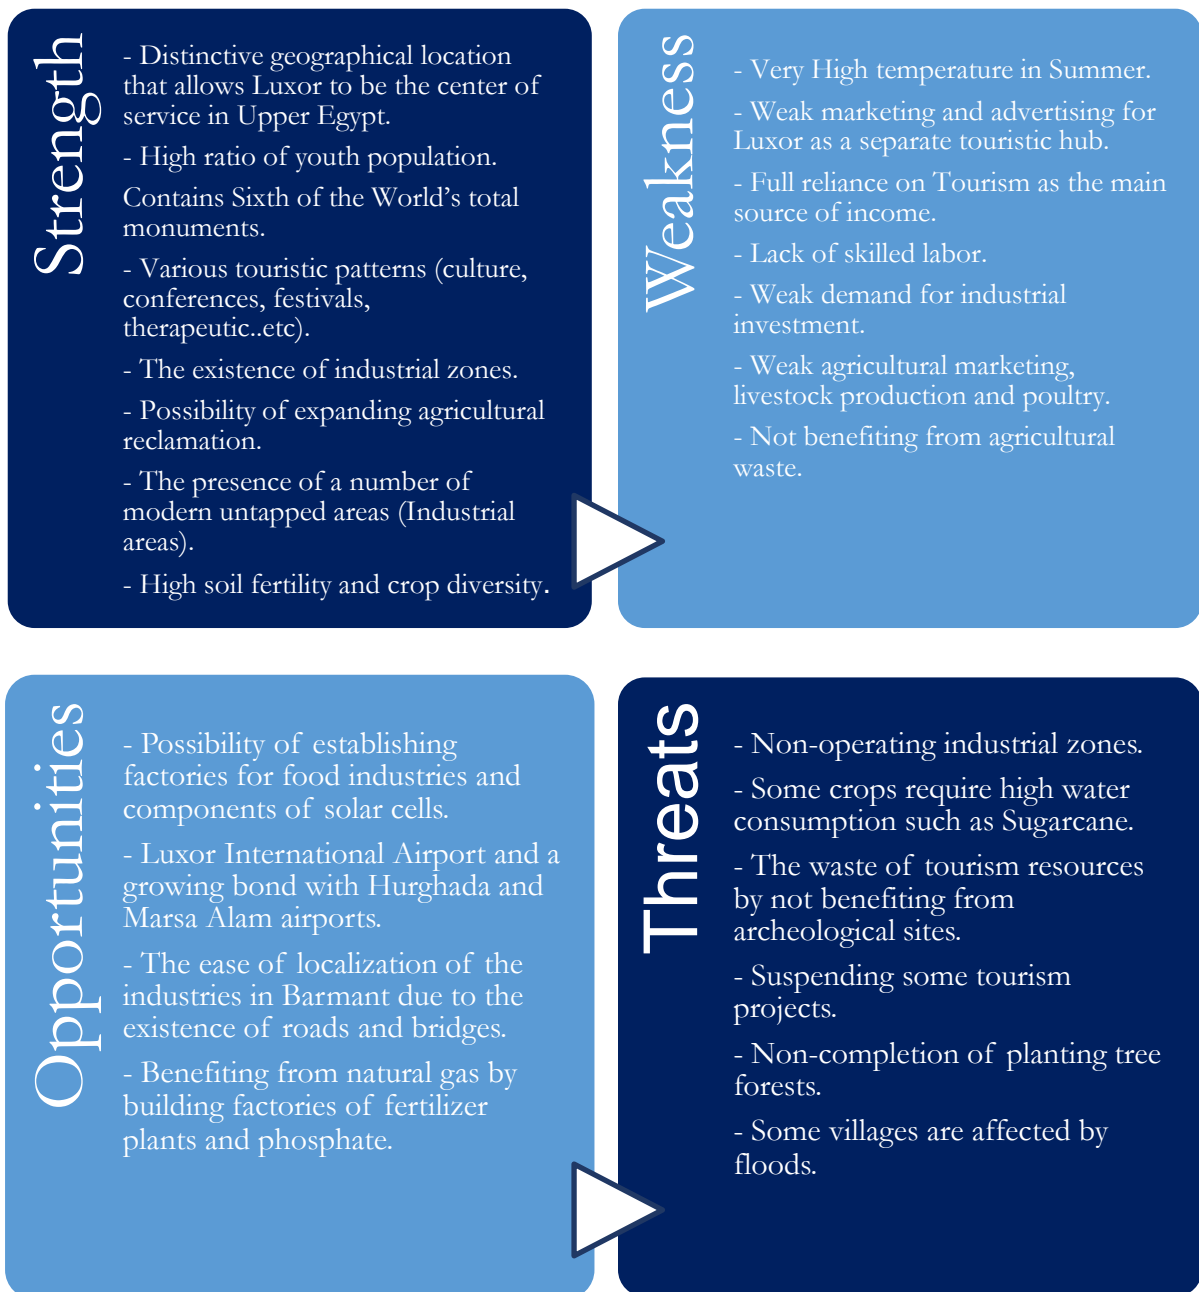 Strength
- Distinctive geographical location
that allows Luxor to be the center of
service in Upper Egypt.
- High ratio of youth population.
Contains Sixth of the World's total
monuments.
- Various touristic patterns (culture,
conferences, festivals,
therapeutic..etc).
- The existence of industrial zones.
- Possibility of expanding agricultural
reclamation.
- The presence of a number of
modern untapped areas (Industrial
areas).
- High soil fertility and crop diversity.
Weakness
- Very High temperature in Summer.
- Weak marketing and advertising for
Luxor as a separate touristic hub.
- Full reliance on Tourism as the main
source of income.
- Lack of skilled labor.
- Weak demand for industrial
investment.
- Weak agricultural marketing,
livestock production and poultry.
- Not benefiting from agricultural
waste.
Opportunities
- Possibility of establishing
factories for food industries and
components of solar cells.
- Luxor International Airport and a
growing bond with Hurghada and
Marsa Alam airports.
- The ease of localization of the
industries in Barmant due to the
existence of roads and bridges.
- Benefiting from natural gas by
building factories of fertilizer
plants and phosphate.
Threats
- Non-operating industrial zones.
- Some crops require high water
consumption such as Sugarcane.
- The waste of tourism resources
by not benefiting from
archeological sites.
- Suspending some tourism
projects.
- Non-completion of planting tree
forests.
- Some villages are affected by
floods.